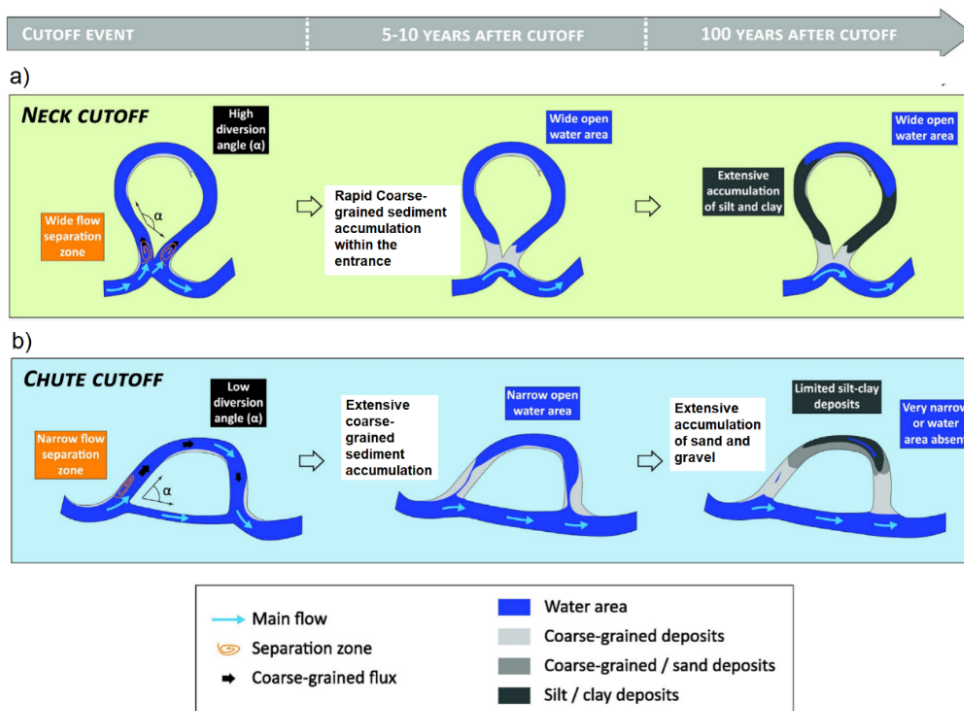 CUTOFF EVENT
5-10 YEARS AFTER CUTOFF
100 YEARS AFTER CUTOFF
a)
NECK CUTOFF
High
diversion
angle (α)
Wide flow
separation
zone
α
Rapid Coarse-
grained sediment
accumulation
within the
entrance
Wide open
water area
Extensive
accumulation
of silt and clay
Wide open
water area
b)
CHUTE CUTOFF
Low
diversion
angle (α)
Narrow flow
separation
zone
α
Extensive
coarse-
grained
sediment
accumulation
Narrow open
water area
Extensive
accumulation
of sand and
gravel
Limited silt-clay
deposits
Very narrow
or water
area absent
Main flow
Separation zone
Coarse-grained flux
Water area
Coarse-grained deposits
Coarse-grained / sand deposits
Silt / clay deposits